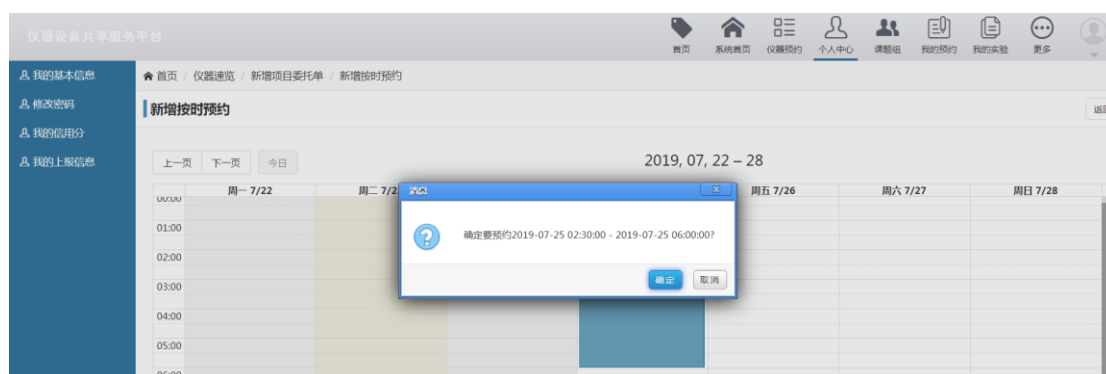 仪器设备共享服务平台
首页 系统首页 仪器预约 个人中心 课题组 我的预约 我的实验 更多
我的基本信息
修改密码
我的信用分
我的上报信息
首页 / 仪器速览 / 新增项目委托单 / 新增按时预约
新增按时预约
上一页 下一页 今日
2019, 07, 22 – 28
周一 7/22 周二 7/2 周五 7/26 周六 7/27 周日 7/28
00:00
01:00
02:00
03:00
04:00
05:00
06:00
消息
确定要预约2019-07-25 02:30:00 - 2019-07-25 06:00:00?
确定 取消